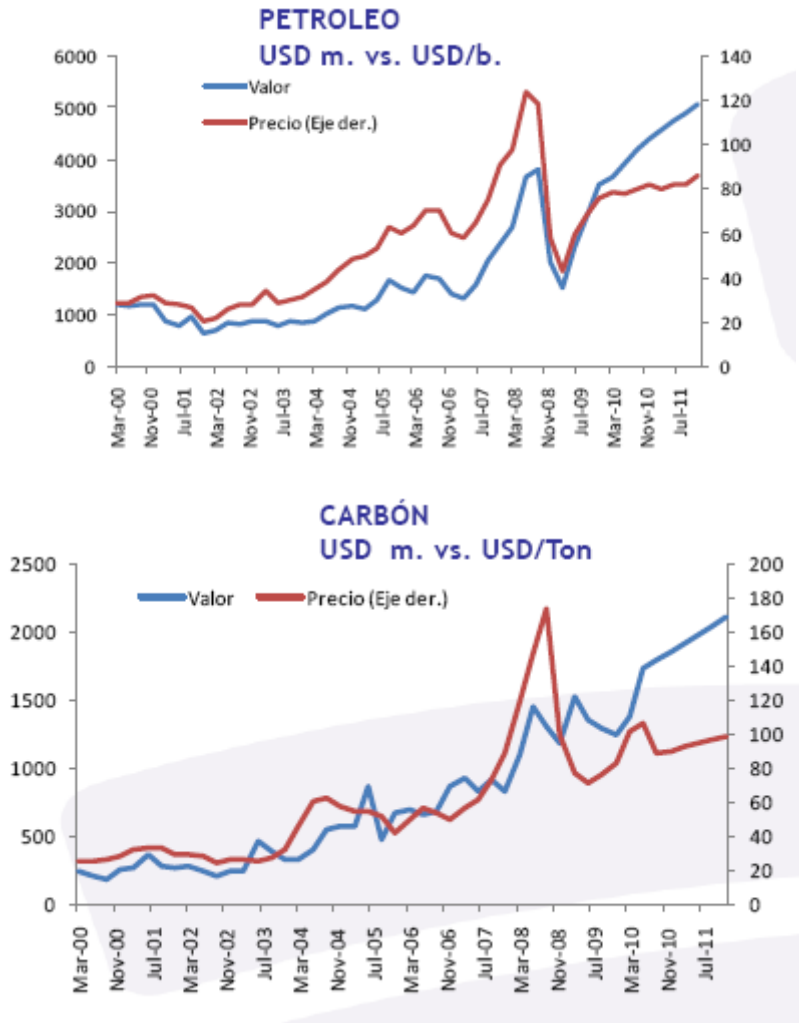 PETROLEO
USD m. vs. USD/b.
Valor
Precio (Eje der.)
6000
5000
4000
3000
2000
1000
0
140
120
100
80
60
40
20
0
Mar-00
Nov-00
Jul-01
Mar-02
Nov-02
Jul-03
Mar-04
Nov-04
Jul-05
Mar-06
Nov-06
Jul-07
Mar-08
Nov-08
Jul-09
Mar-10
Nov-10
Jul-11
CARBÓN
USD m. vs. USD/Ton
Valor Precio (Eje der.)
2500
2000
1500
1000
500
0
200
180
160
140
120
100
80
60
40
20
0
Mar-00
Nov-00
Jul-01
Mar-02
Nov-02
Jul-03
Mar-04
Nov-04
Jul-05
Mar-06
Nov-06
Jul-07
Mar-08
Nov-08
Jul-09
Mar-10
Nov-10
Jul-11